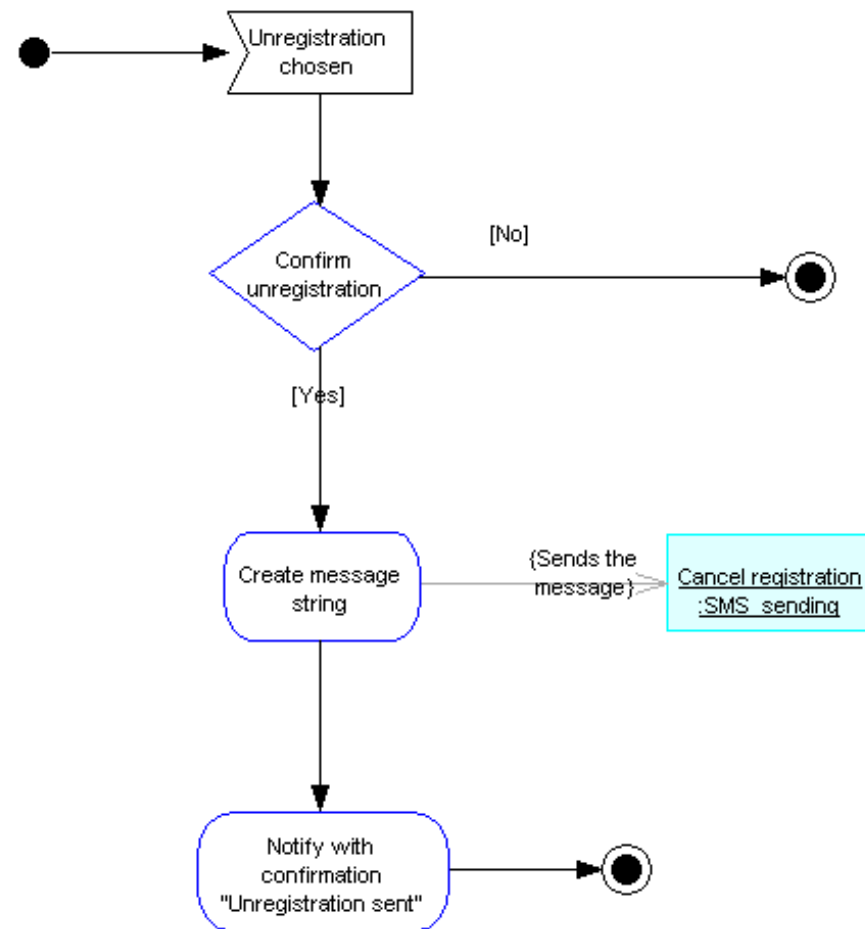 Unregistration
chosen
[No]
Confirm
unregistration
[Yes]
Create message
string
{Sends the
message}
Cancel registration
:SMS_sending
Notify with
confirmation
"Unregistration sent"